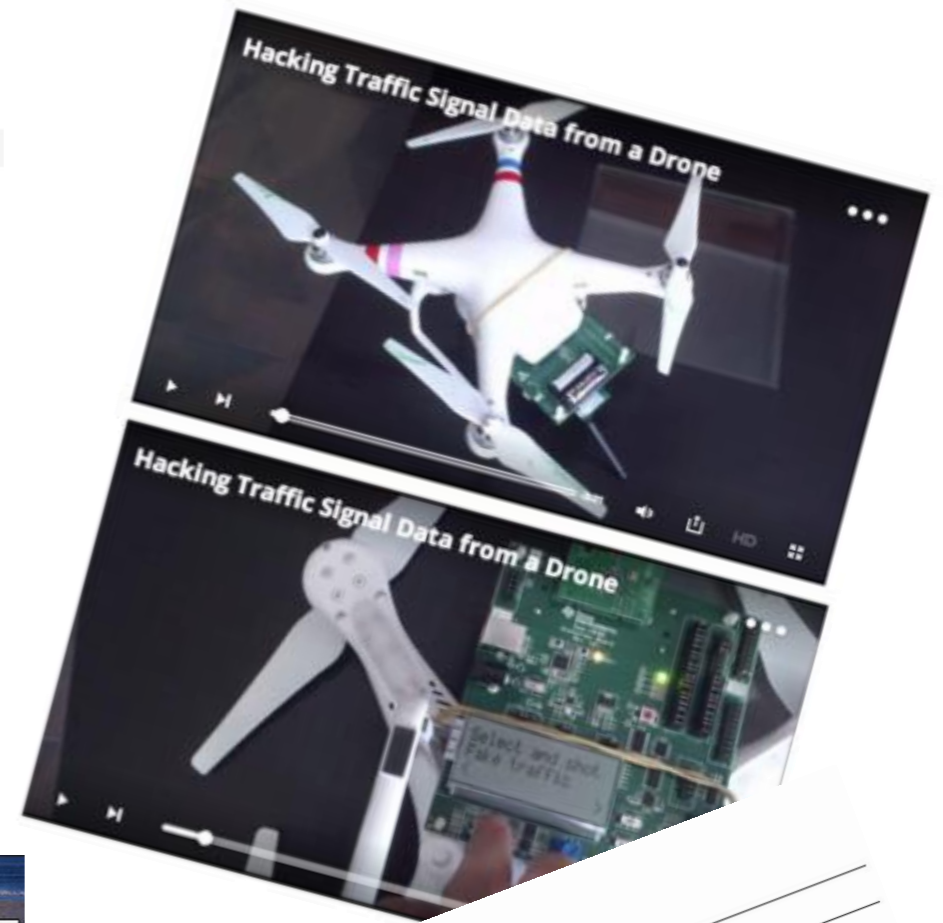 Hacking Traffic Signal Data from a Drone
HD
Hacking Traffic Signal Data from a Drone
Select and shot
Fake traffic